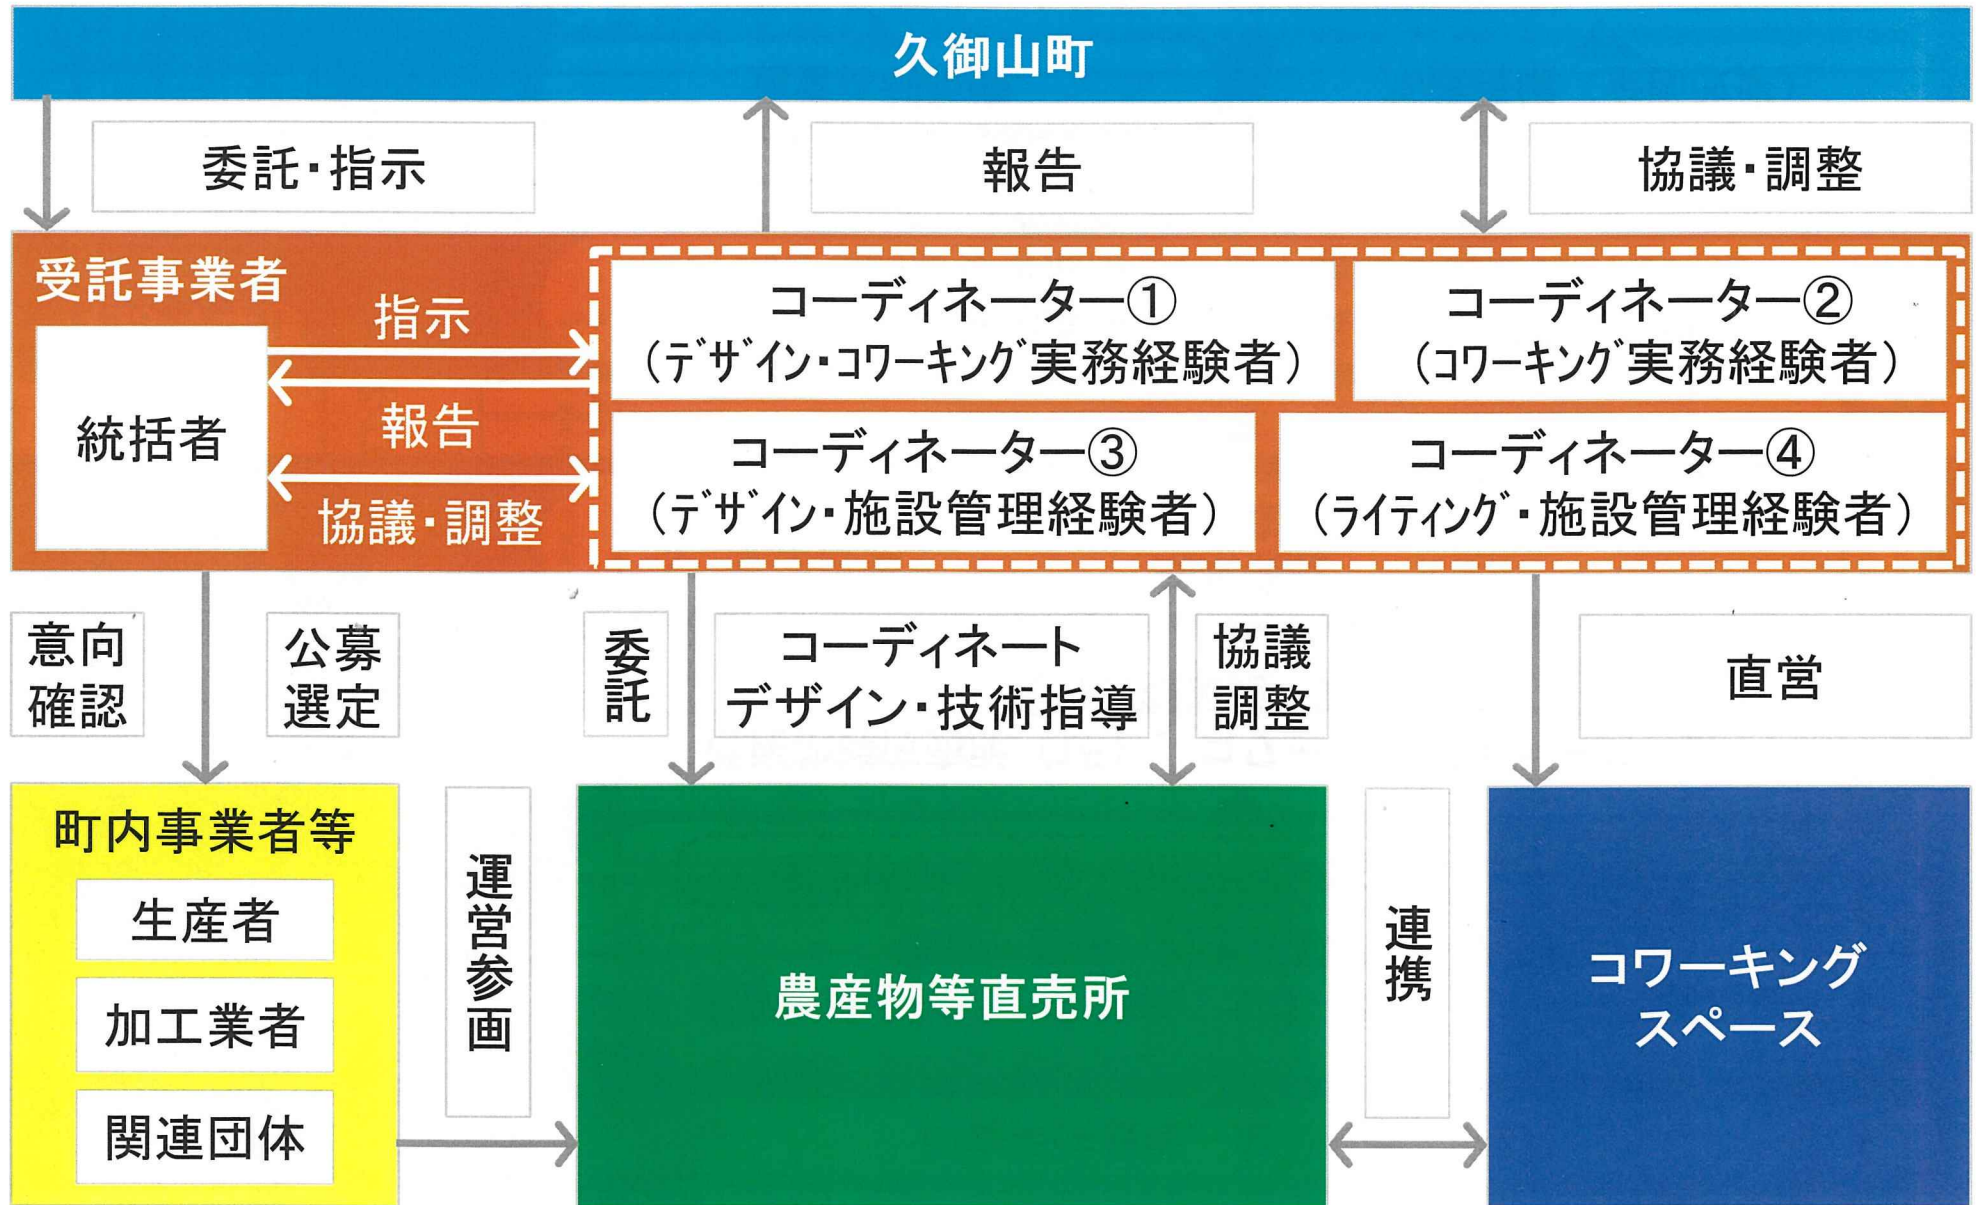 久御山町
委託・指示
報告
協議・調整
受託事業者
統括者
指示
報告
協議・調整
コーディネーター①
（ﾃﾞｻﾞｲﾝ・ｺﾜｰｷﾝｸﾞ実務経験者）
コーディネーター②
（ｺﾜｰｷﾝｸﾞ実務経験者）
コーディネーター③
（ﾃﾞｻﾞｲﾝ・施設管理経験者）
コーディネーター④
（ﾗｲﾃｨﾝｸﾞ・施設管理経験者）
意向
確認
公募
選定
委託
コーディネート
デザイン・技術指導
協議
調整
直営
町内事業者等
生産者
加工業者
関連団体
運営参画
農産物等直売所
連携
コワーキング
スペース